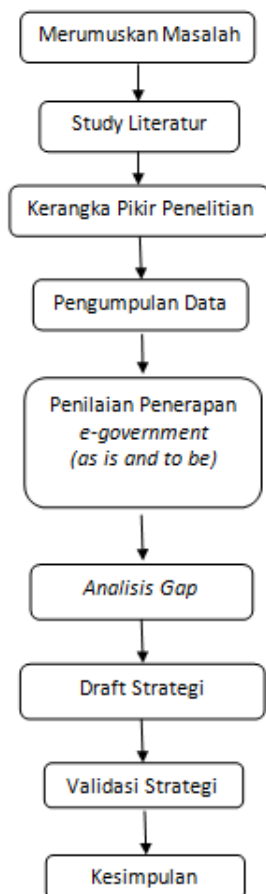 Merumuskan Masalah
Study Literatur
Kerangka Pikir Penelitian
Pengumpulan Data
Penilaian Penerapan
e-government
(as is and to be)
Analisis Gap
Draft Strategi
Validasi Strategi
Kesimpulan